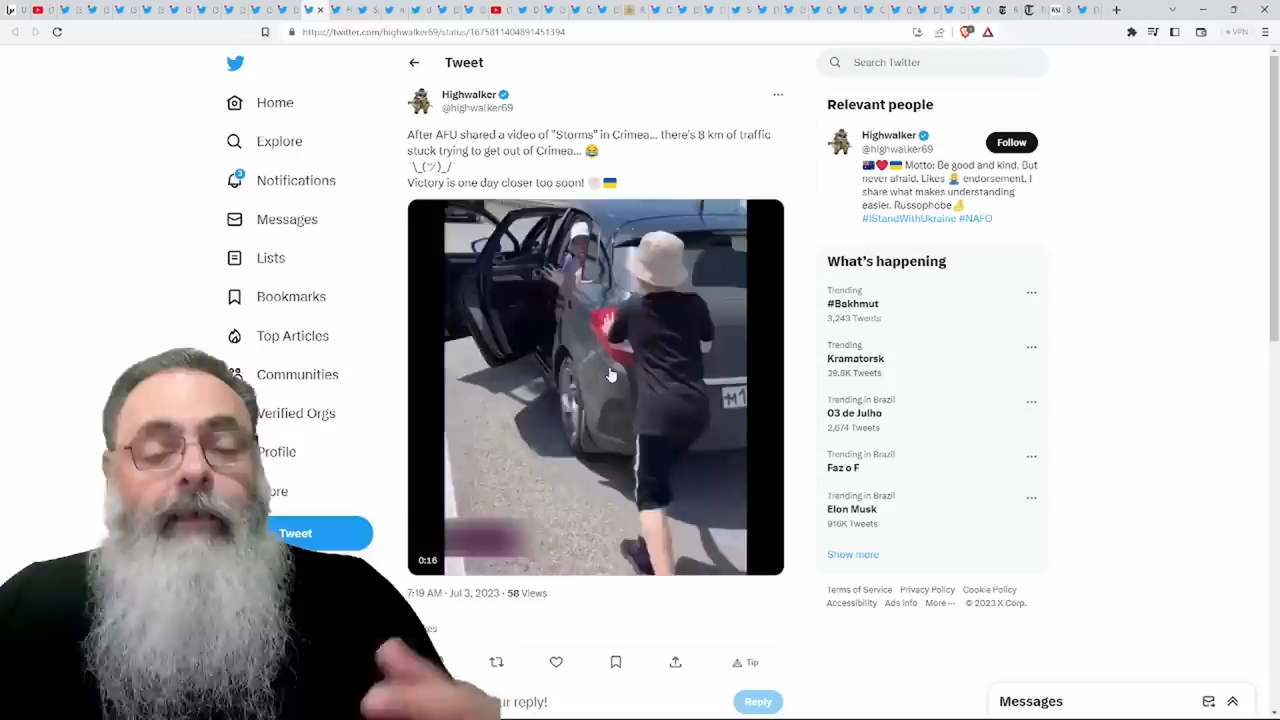 https://twitter.com/highwalker69/status/1675811404891451394
VPN
Home
Explore
3
Notifications
Messages
Lists
Bookmarks
Top Articles
Communities
Verified Orgs
Profile
ore
Tweet
Tweet
Highwalker
@highwalker69
After AFU shared a video of "Storms" in Crimea... there's 8 km of traffic
stuck trying to get out of Crimea... 😂
¯\_(ツ)_/¯
Victory is one day closer too soon! ✊🏻 🇺🇦
0:16
7:19 AM · Jul 3, 2023 · 58 Views
Tip
ur reply!
Reply
Search Twitter
Relevant people
Highwalker
@highwalker69
Follow
🇦🇺❤️🇺🇦 Motto: Be good and kind. But
never afraid. Likes endorsement. I
share what makes understanding
easier. Russophobe
#IStandWithUkraine #NAFO
What's happening
Trending
#Bakhmut
3,243 Tweets
Trending
Kramatorsk
39.8K Tweets
Trending in Brazil
03 de Julho
2,674 Tweets
Trending in Brazil
Faz o F
Trending in Brazil
Elon Musk
916K Tweets
Show more
Terms of Service Privacy Policy Cookie Policy
Accessibility Ads info More ··· © 2023 X Corp.
Messages